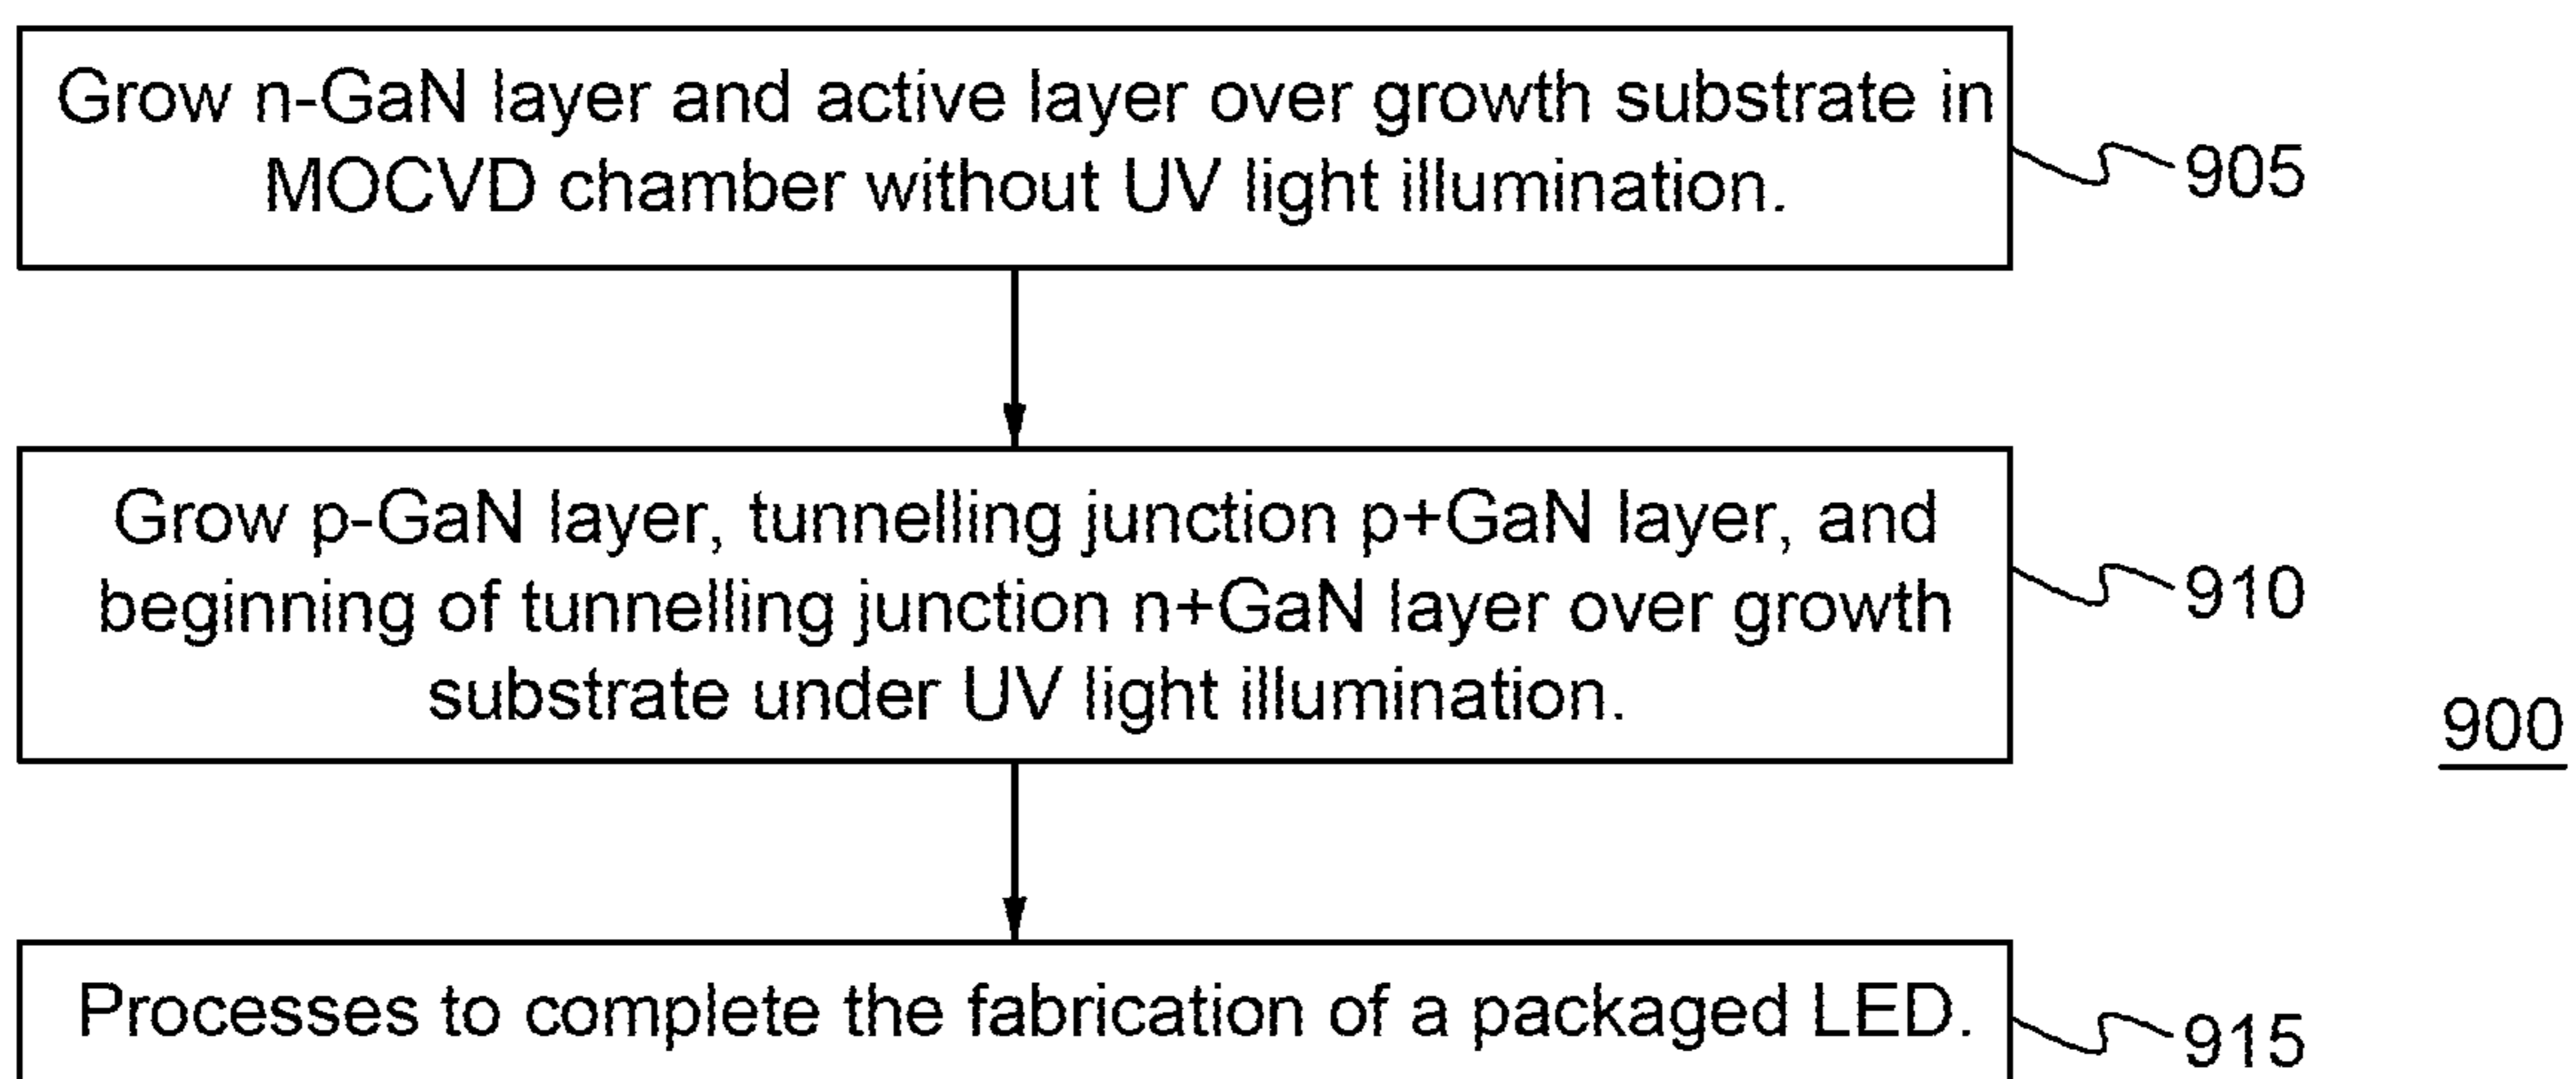 Grow n-GaN layer and active layer over growth substrate in
MOCVD chamber without UV light illumination.
905
Grow p-GaN layer, tunnelling junction p+GaN layer, and
beginning of tunnelling junction n+GaN layer over growth
substrate under UV light illumination.
910
900
Processes to complete the fabrication of a packaged LED.
915